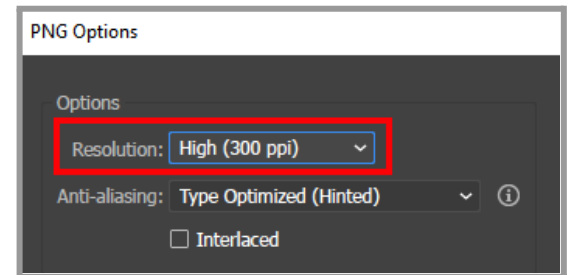 PNG Options
Options
Resolution: High (300 ppi)
Anti-aliasing: Type Optimized (Hinted)
Interlaced